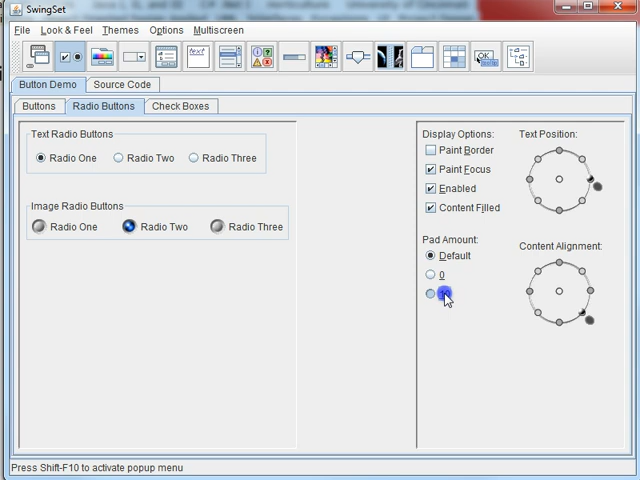 SwingSet
File Look & Feel Themes Options Multiscreen
Button Demo Source Code
Buttons Radio Buttons Check Boxes
Text Radio Buttons
Radio One Radio Two Radio Three
Image Radio Buttons
Radio One Radio Two Radio Three
Display Options:
Paint Border
Paint Focus
Enabled
Content Filled
Pad Amount:
Default
0
10
Text Position:
Content Alignment:
Press Shift-F10 to activate popup menu